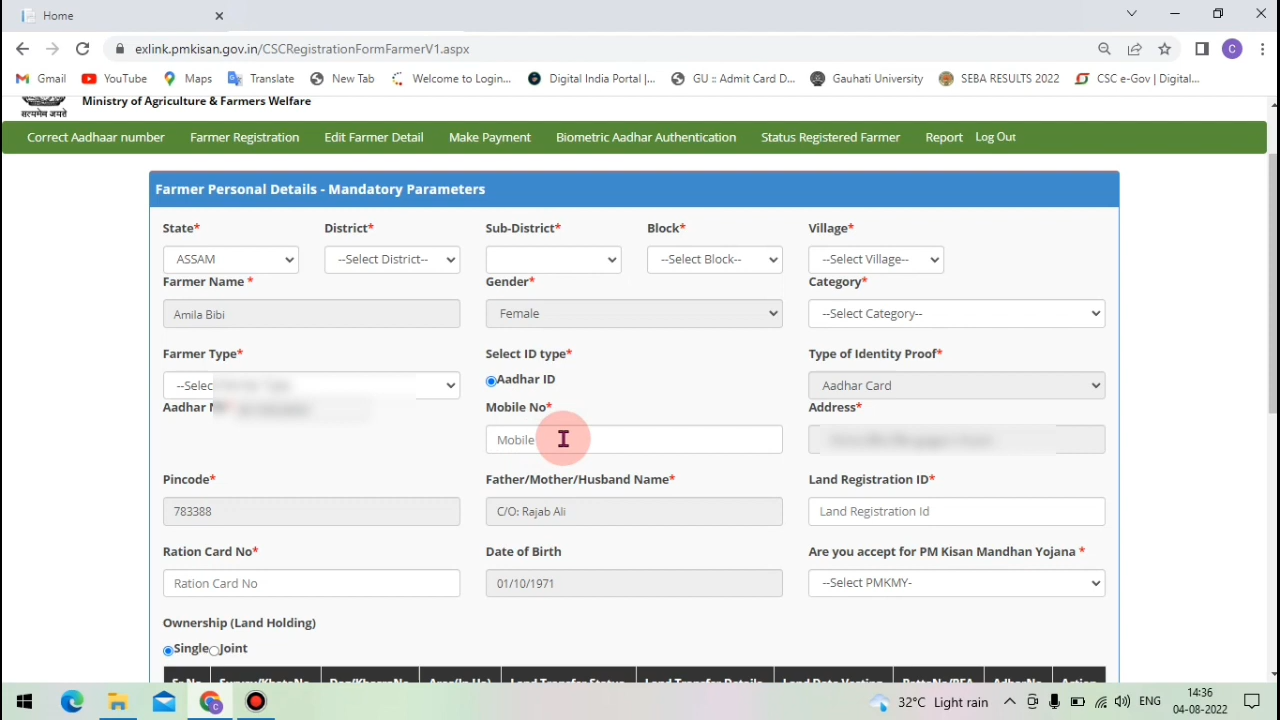 Home
exlink.pmkisan.gov.in/CSCRegistrationFormFarmerV1.aspx
C
Gmail YouTube Maps Translate New Tab Welcome to Login... Digital India Portal |... GU :: Admit Card D... Gauhati University SEBA RESULTS 2022 CSC e-Gov | Digital...
सत्यमेव जयते
Ministry of Agriculture & Farmers Welfare
Correct Aadhaar number Farmer Registration Edit Farmer Detail Make Payment Biometric Aadhar Authentication Status Registered Farmer Report Log Out
Farmer Personal Details - Mandatory Parameters
State* District* Sub-District* Block* Village*
ASSAM --Select District-- --Select Block-- --Select Village--
Farmer Name * Gender* Category*
Amila Bibi Female --Select Category--
Farmer Type* Select ID type* Type of Identity Proof*
--Selec Aadhar ID Aadhar Card
Aadhar Mobile No* Address*
Mobile
Pincode* Father/Mother/Husband Name* Land Registration ID*
783388 C/O: Rajab Ali Land Registration Id
Ration Card No* Date of Birth Are you accept for PM Kisan Mandhan Yojana *
Ration Card No 01/10/1971 --Select PMKMY-
Ownership (Land Holding)
Single Joint
32°C Light rain ENG 14:36
04-08-2022